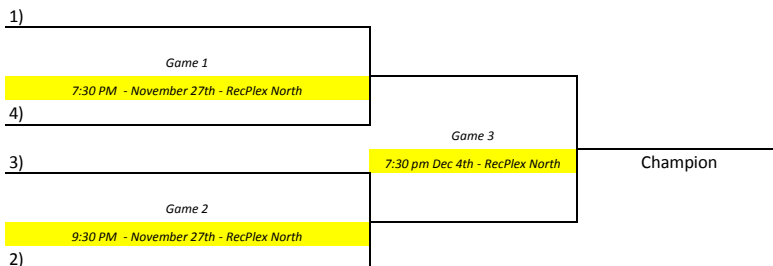 1)
Game 1
7:30 PM - November 27th - RecPlex North
4)
Game 3
3)
7:30 pm Dec 4th - RecPlex North
Champion
Game 2
9:30 PM - November 27th - RecPlex North
2)